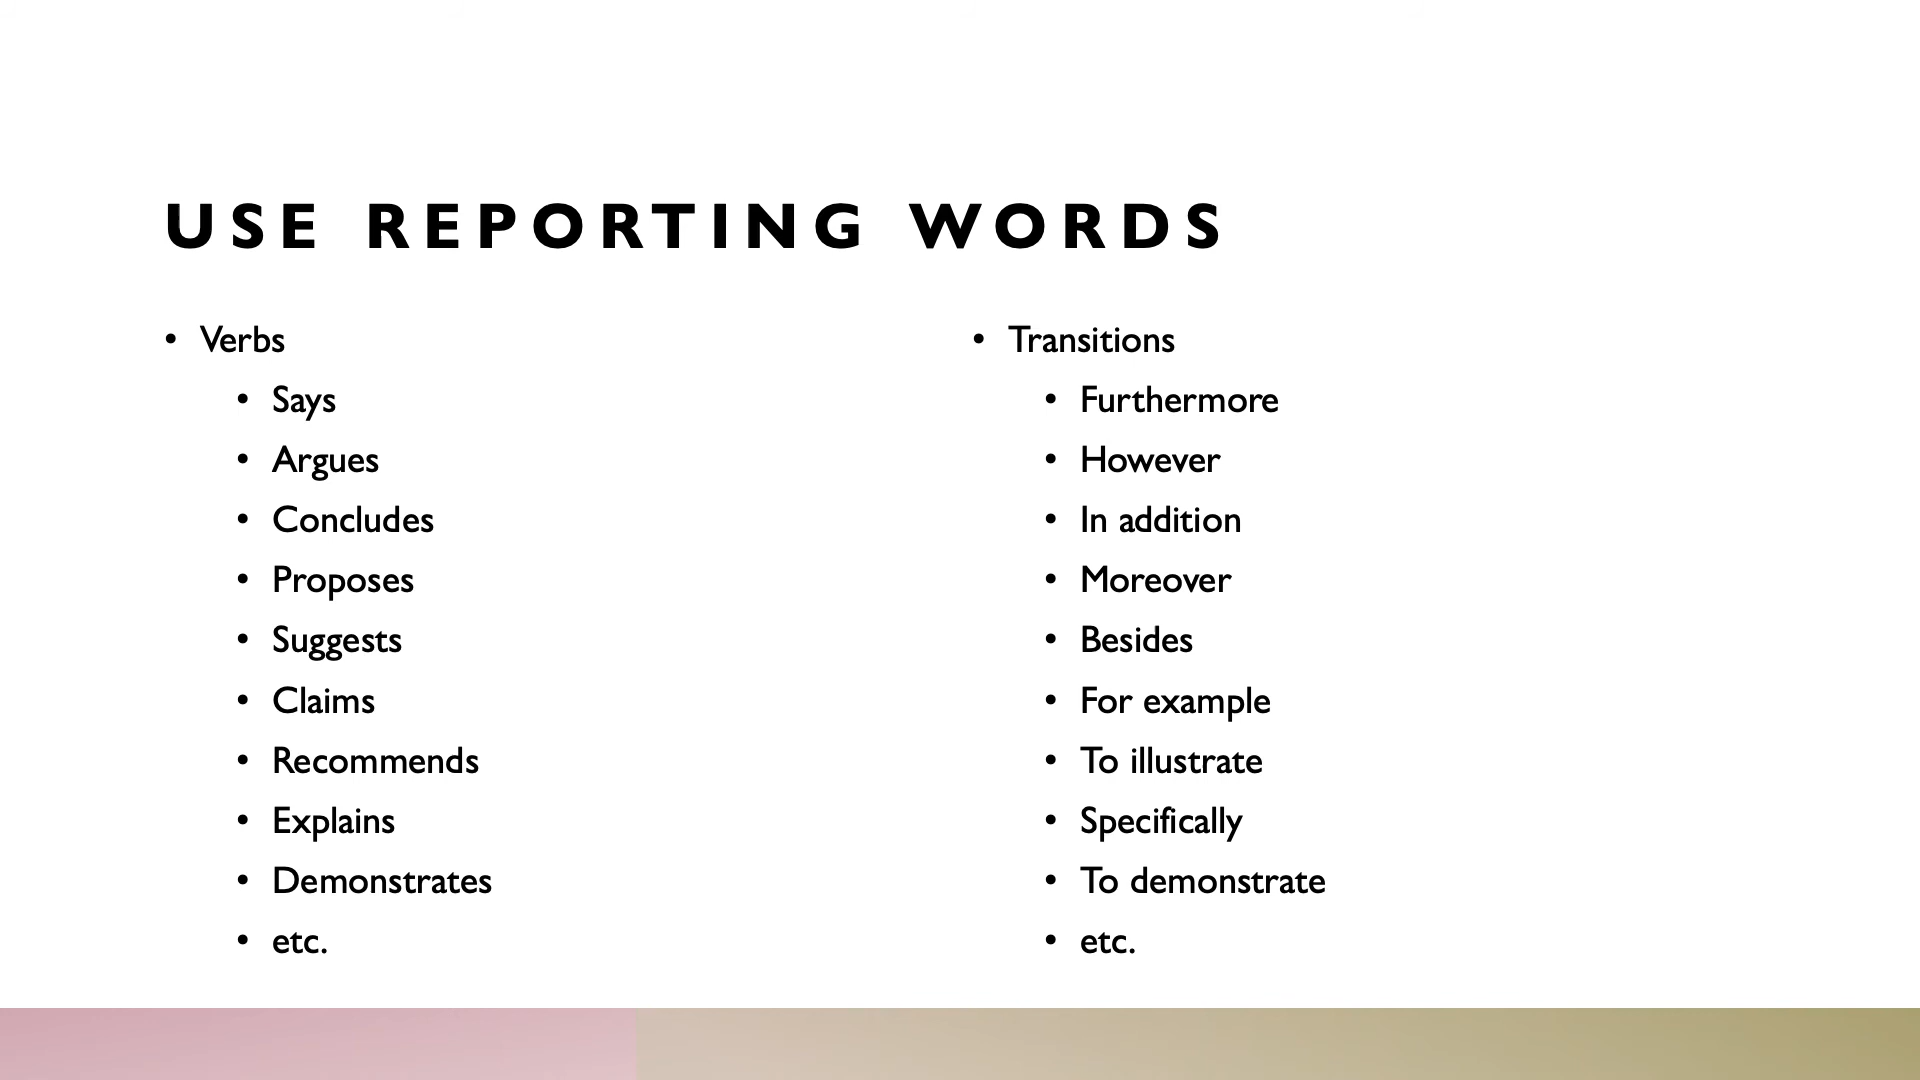 USE REPORTING WORDS
• Verbs
• Says
• Argues
• Concludes
• Proposes
• Suggests
• Claims
• Recommends
• Explains
• Demonstrates
• etc.
• Transitions
• Furthermore
• However
• In addition
• Moreover
• Besides
• For example
• To illustrate
• Specifically
• To demonstrate
• etc.